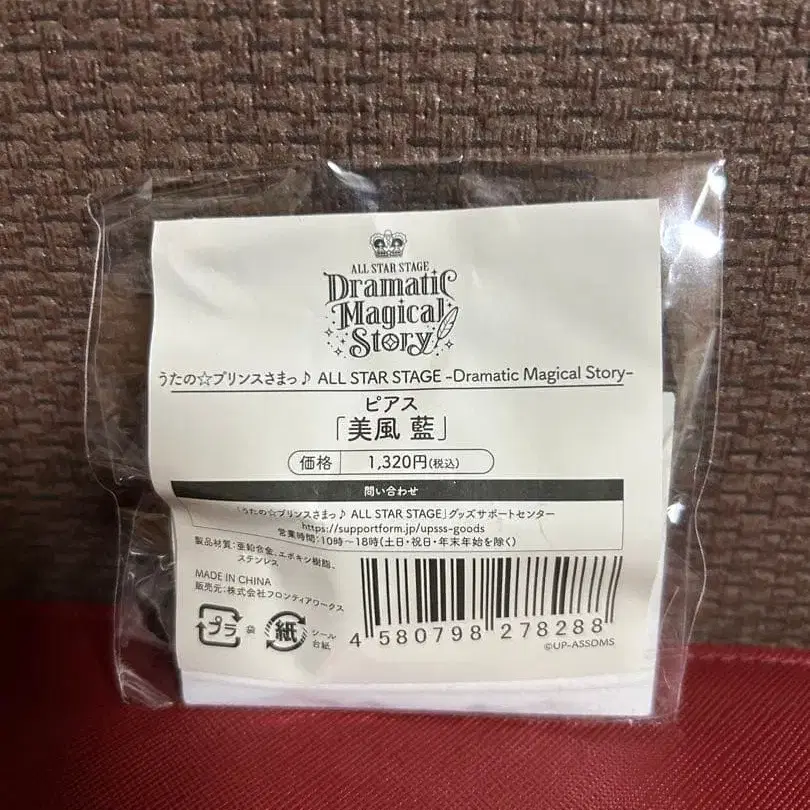 ALL STAR STAGE
Dramatic
Magical
Story
うたの☆プリンスさまっ♪ ALL STAR STAGE -Dramatic Magical Story-
ピアス
「美風 藍」
価格 1,320円(税込)
問い合わせ
「うたの☆プリンスさまっ♪ ALL STAR STAGE」グッズサポートセンター
https://supportform.jp/upsss-goods
営業時間:10時~18時(土日・祝日・年末年始を除く)
製品材質:亜鉛合金、エポキシ樹脂、
ステンレス
MADE IN CHINA
販売元:株式会社フロンティアワークス
プラ 袋 紙 シール
台紙
4 580798 278288
©UP-ASSOMS